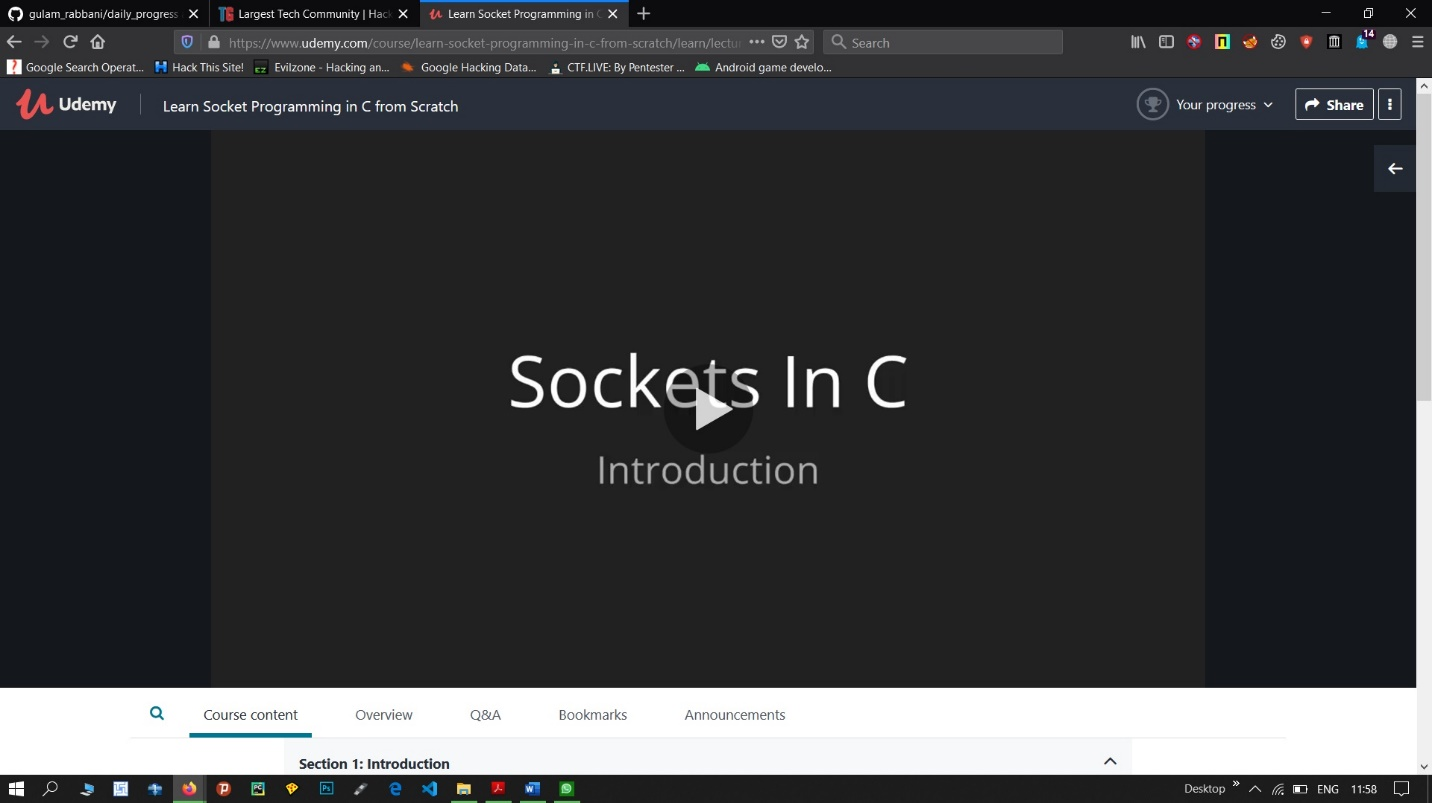 gulam_rabbani/daily_progress
Largest Tech Community | Hack
Learn Socket Programming in C
https://www.udemy.com/course/learn-socket-programming-in-c-from-scratch/learn/lectu
Search
14
Google Search Operat...
Hack This Site!
ez
Evilzone - Hacking an...
Google Hacking Data...
CTF.LIVE: By Pentester ...
Android game develo...
Udemy
Learn Socket Programming in C from Scratch
Your progress
Share
Sockets In C
Introduction
Course content
Overview
Q&A
Bookmarks
Announcements
Section 1: Introduction
Desktop
ENG
11:58